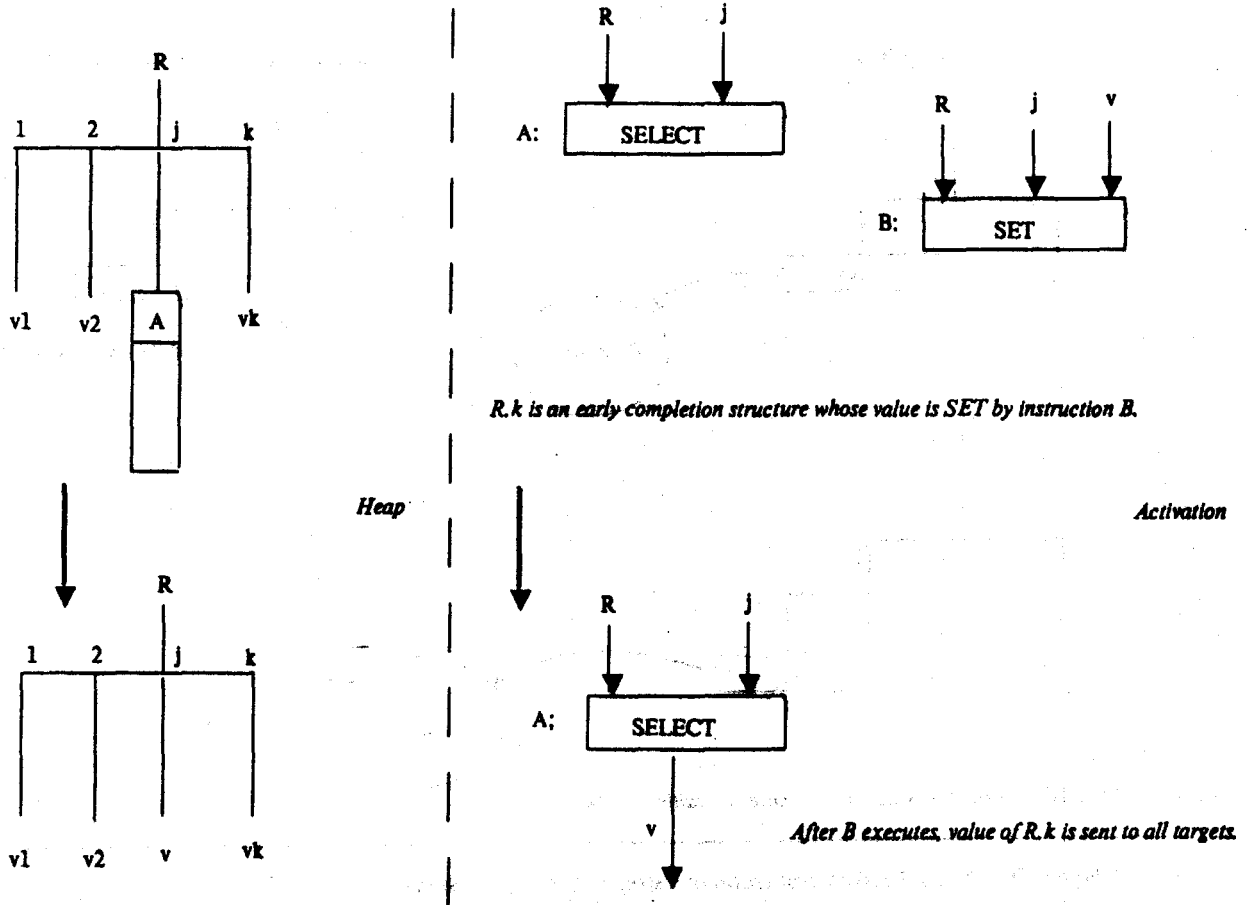 R
1 2 j k
v1 v2 A vk
R j
A: SELECT
R j v
B: SET
R.k is an early completion structure whose value is SET by instruction B.
Heap
Activation
R
1 2 j k
v1 v2 v vk
R j
A: SELECT
v
After B executes, value of R.k is sent to all targets.